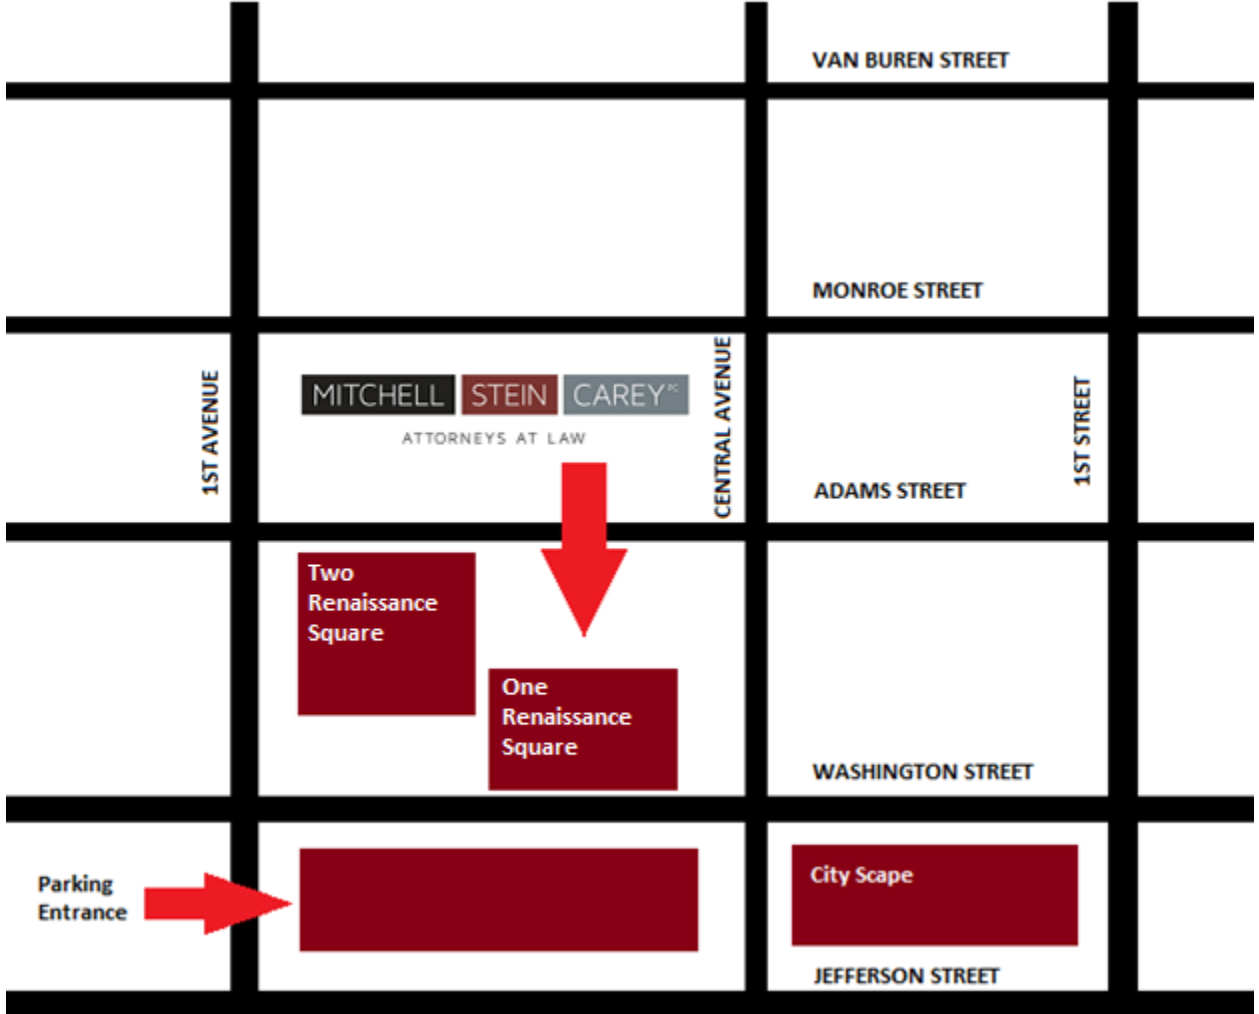 VAN BUREN STREET
MONROE STREET
1ST AVENUE
MITCHELL STEIN CAREY PC
ATTORNEYS AT LAW
CENTRAL AVENUE
1ST STREET
ADAMS STREET
Two
Renaissance
Square
One
Renaissance
Square
WASHINGTON STREET
Parking
Entrance
City Scape
JEFFERSON STREET